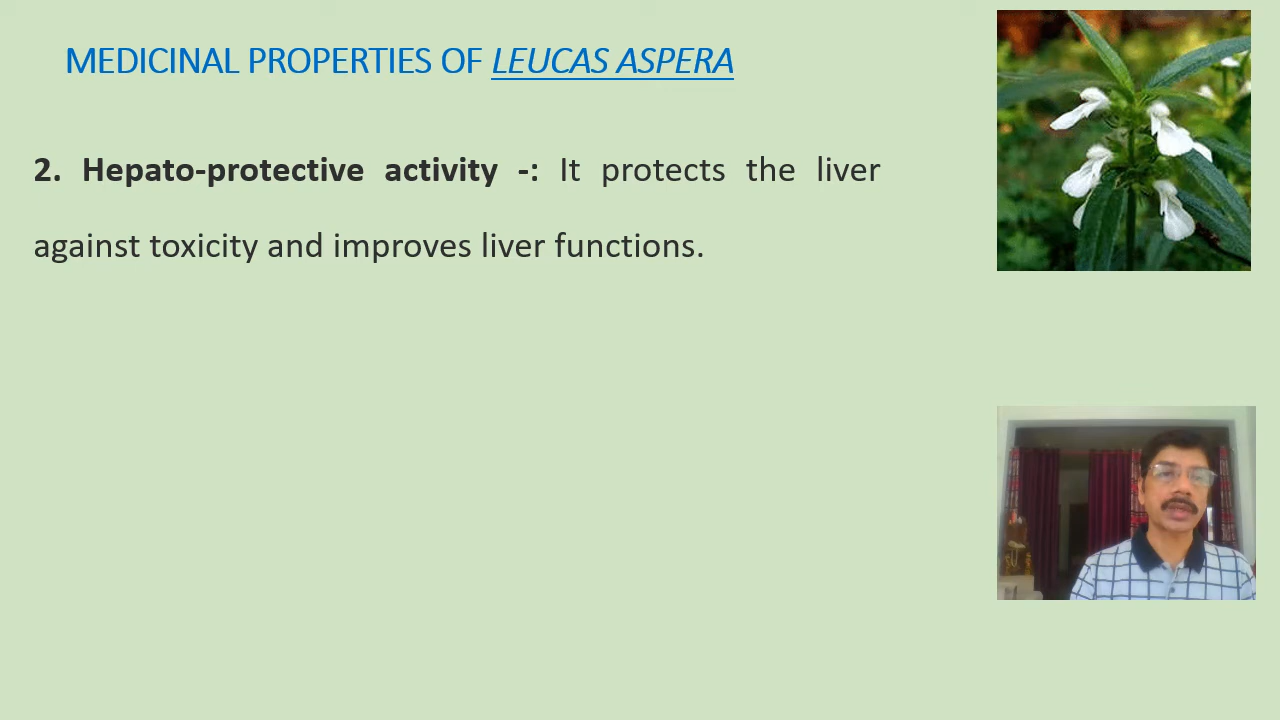 MEDICINAL PROPERTIES OF LEUCAS ASPERA
2. Hepato-protective activity -: It protects the liver
against toxicity and improves liver functions.